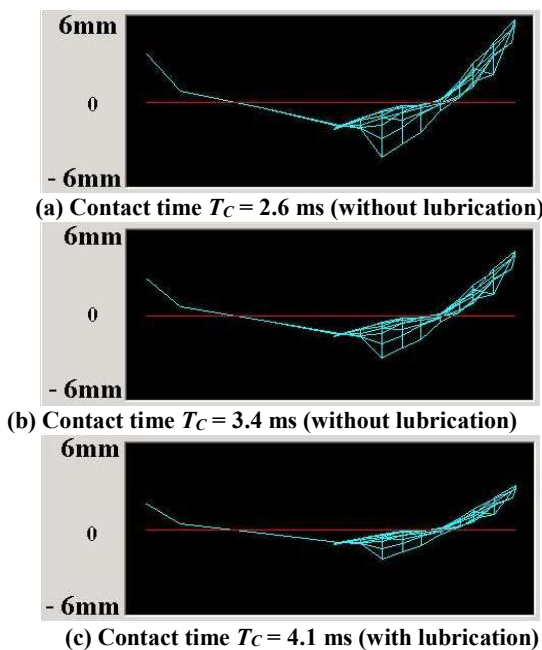 6mm
0
- 6mm
(a) Contact time TC = 2.6 ms (without lubrication)
6mm
0
- 6mm
(b) Contact time TC = 3.4 ms (without lubrication)
6mm
0
- 6mm
(c) Contact time TC = 4.1 ms (with lubrication)